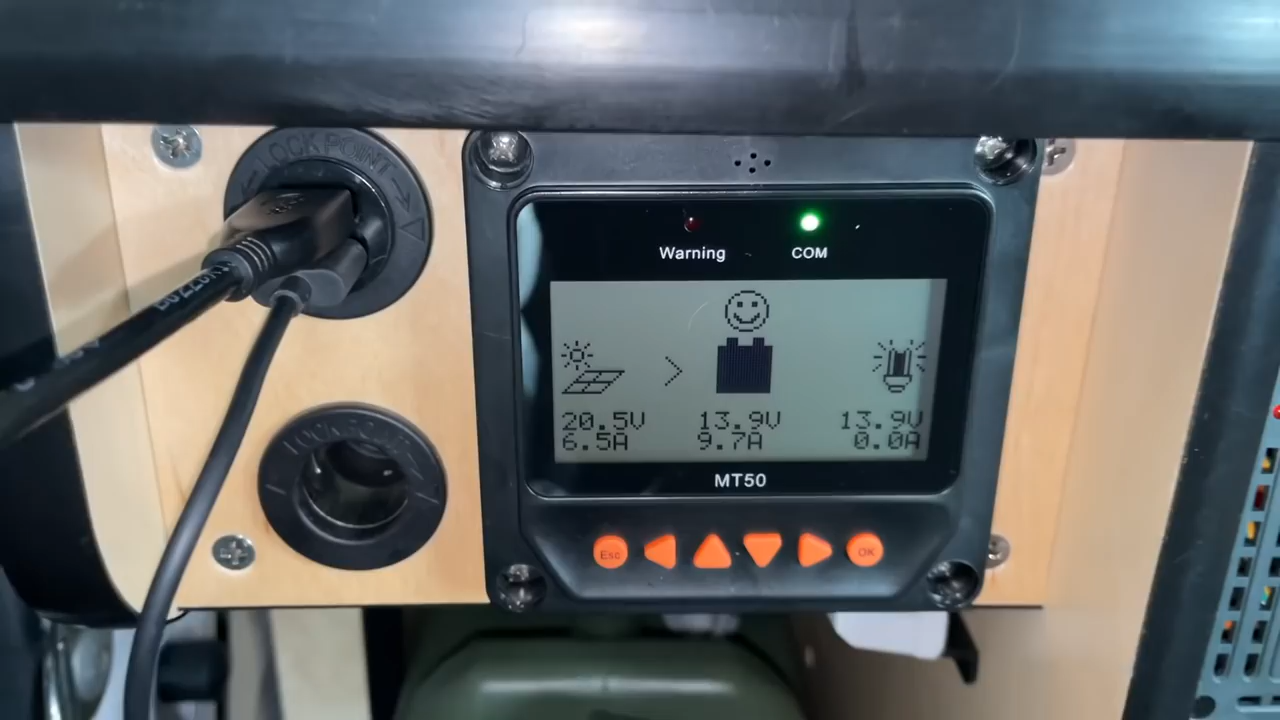 LOCKPOINT
Warning
COM
20.5V
13.9V
13.9V
6.5A
9.7A
0.0A
MT50
Esc
OK